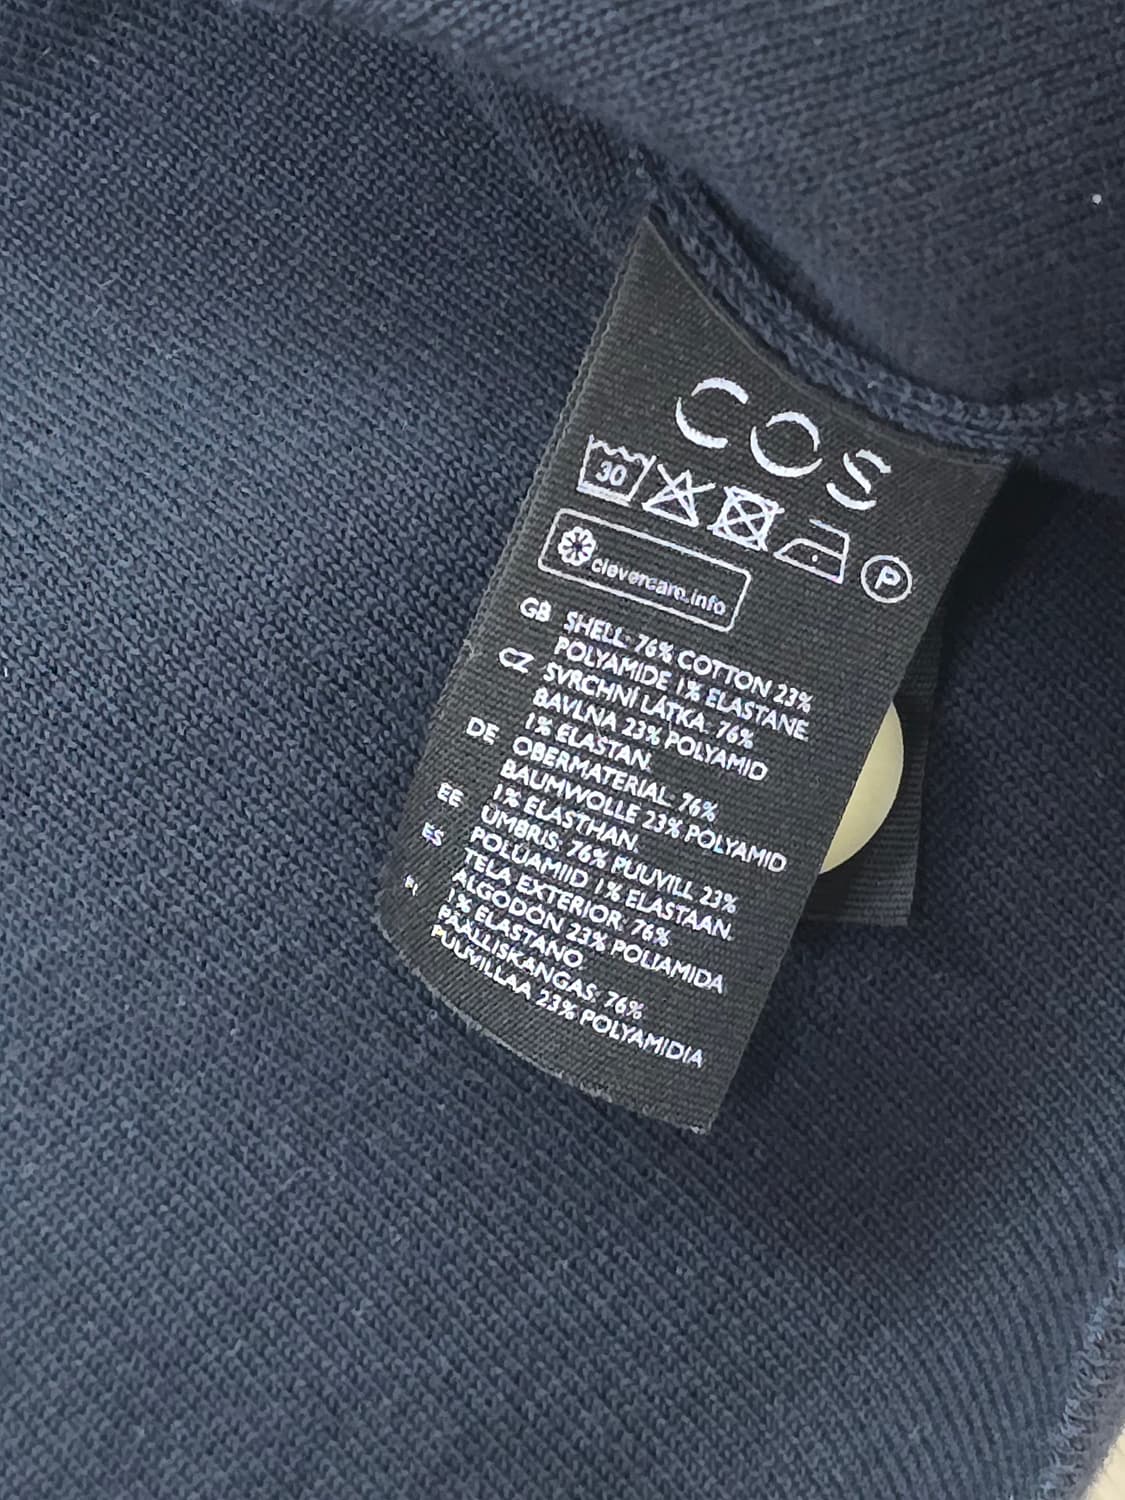 COS
30
P
clevercare.info
GB SHELL: 76% COTTON 23%
POLYAMIDE 1% ELASTANE.
CZ SVRCHNÍ LÁTKA: 76%
BAVLNA 23% POLYAMID
1% ELASTAN.
DE OBERMATERIAL: 76%
BAUMWOLLE 23% POLYAMID
1% ELASTHAN.
EE ÜMBRIS: 76% PUUVILL 23%
POLÜAMIID 1% ELASTAAN.
ES TELA EXTERIOR: 76%
ALGODÓN 23% POLIAMIDA
1% ELASTANO.
FI PÄÄLLISKANGAS: 76%
PUUVILLAA 23% POLYAMIDIA